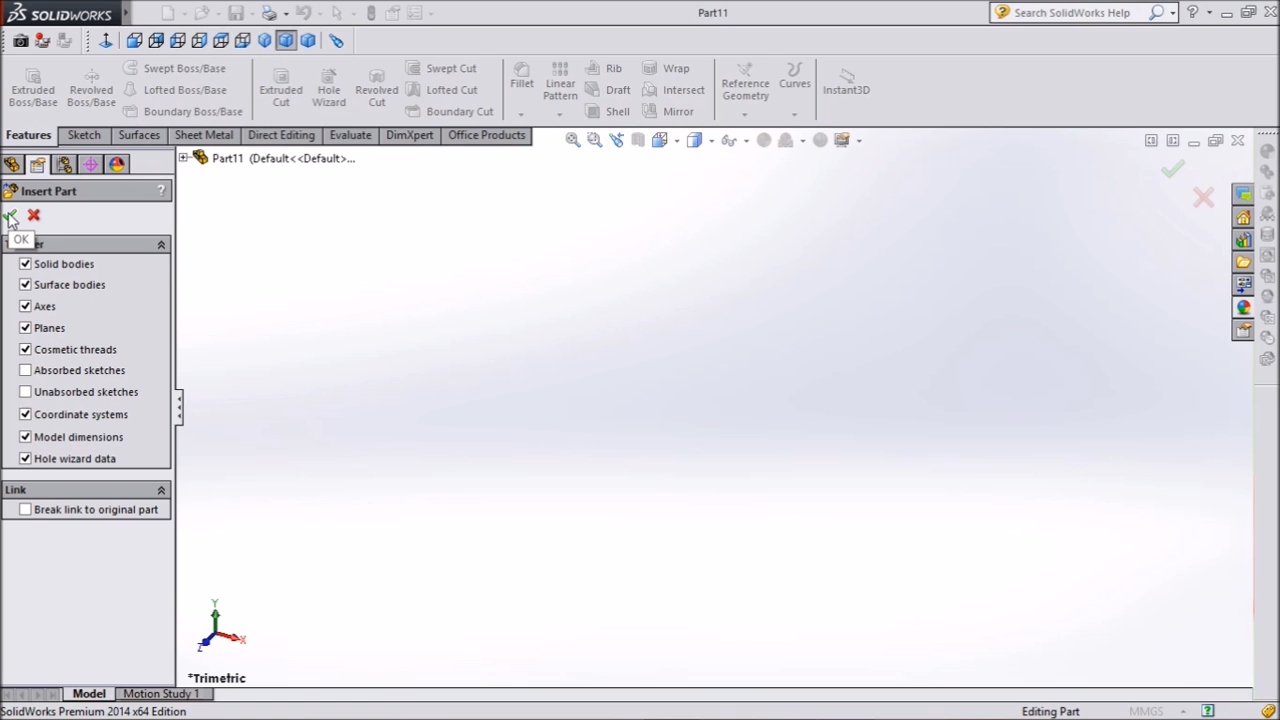 SOLIDWORKS
Part11
Search SolidWorks Help
Extruded Boss/Base
Revolved Boss/Base
Swept Boss/Base
Lofted Boss/Base
Boundary Boss/Base
Extruded Cut
Hole Wizard
Revolved Cut
Swept Cut
Lofted Cut
Boundary Cut
Fillet
Linear Pattern
Rib
Draft
Shell
Wrap
Intersect
Mirror
Reference Geometry
Curves
Instant3D
Features Sketch Surfaces Sheet Metal Direct Editing Evaluate DimXpert Office Products
Part11 (Default<<Default>...
Insert Part ?
OK
Solid bodies
Surface bodies
Axes
Planes
Cosmetic threads
Absorbed sketches
Unabsorbed sketches
Coordinate systems
Model dimensions
Hole wizard data
Link
Break link to original part
Y
X
Z
*Trimetric
Model Motion Study 1
SolidWorks Premium 2014 x64 Edition
Editing Part
MMGS